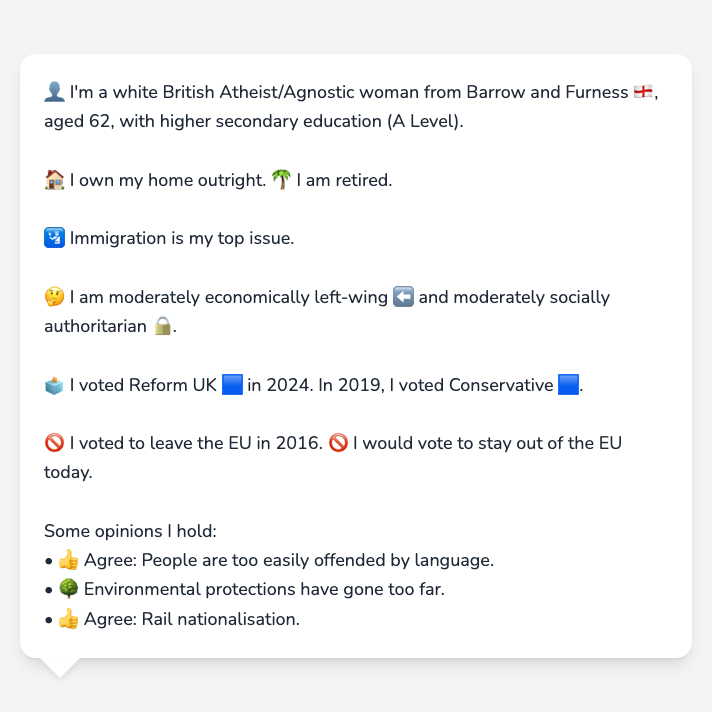 👤 I'm a white British Atheist/Agnostic woman from Barrow and Furness 🏴󠁧󠁢󠁥󠁮󠁧󠁿,
aged 62, with higher secondary education (A Level).
🏠 I own my home outright. 🌴 I am retired.
🛂 Immigration is my top issue.
🤔 I am moderately economically left-wing ⬅️ and moderately socially
authoritarian 🔒.
🗳️ I voted Reform UK 🟦 in 2024. In 2019, I voted Conservative 🟦.
🚫 I voted to leave the EU in 2016. 🚫 I would vote to stay out of the EU
today.
Some opinions I hold:
• 👍 Agree: People are too easily offended by language.
• 🌳 Environmental protections have gone too far.
• 👍 Agree: Rail nationalisation.